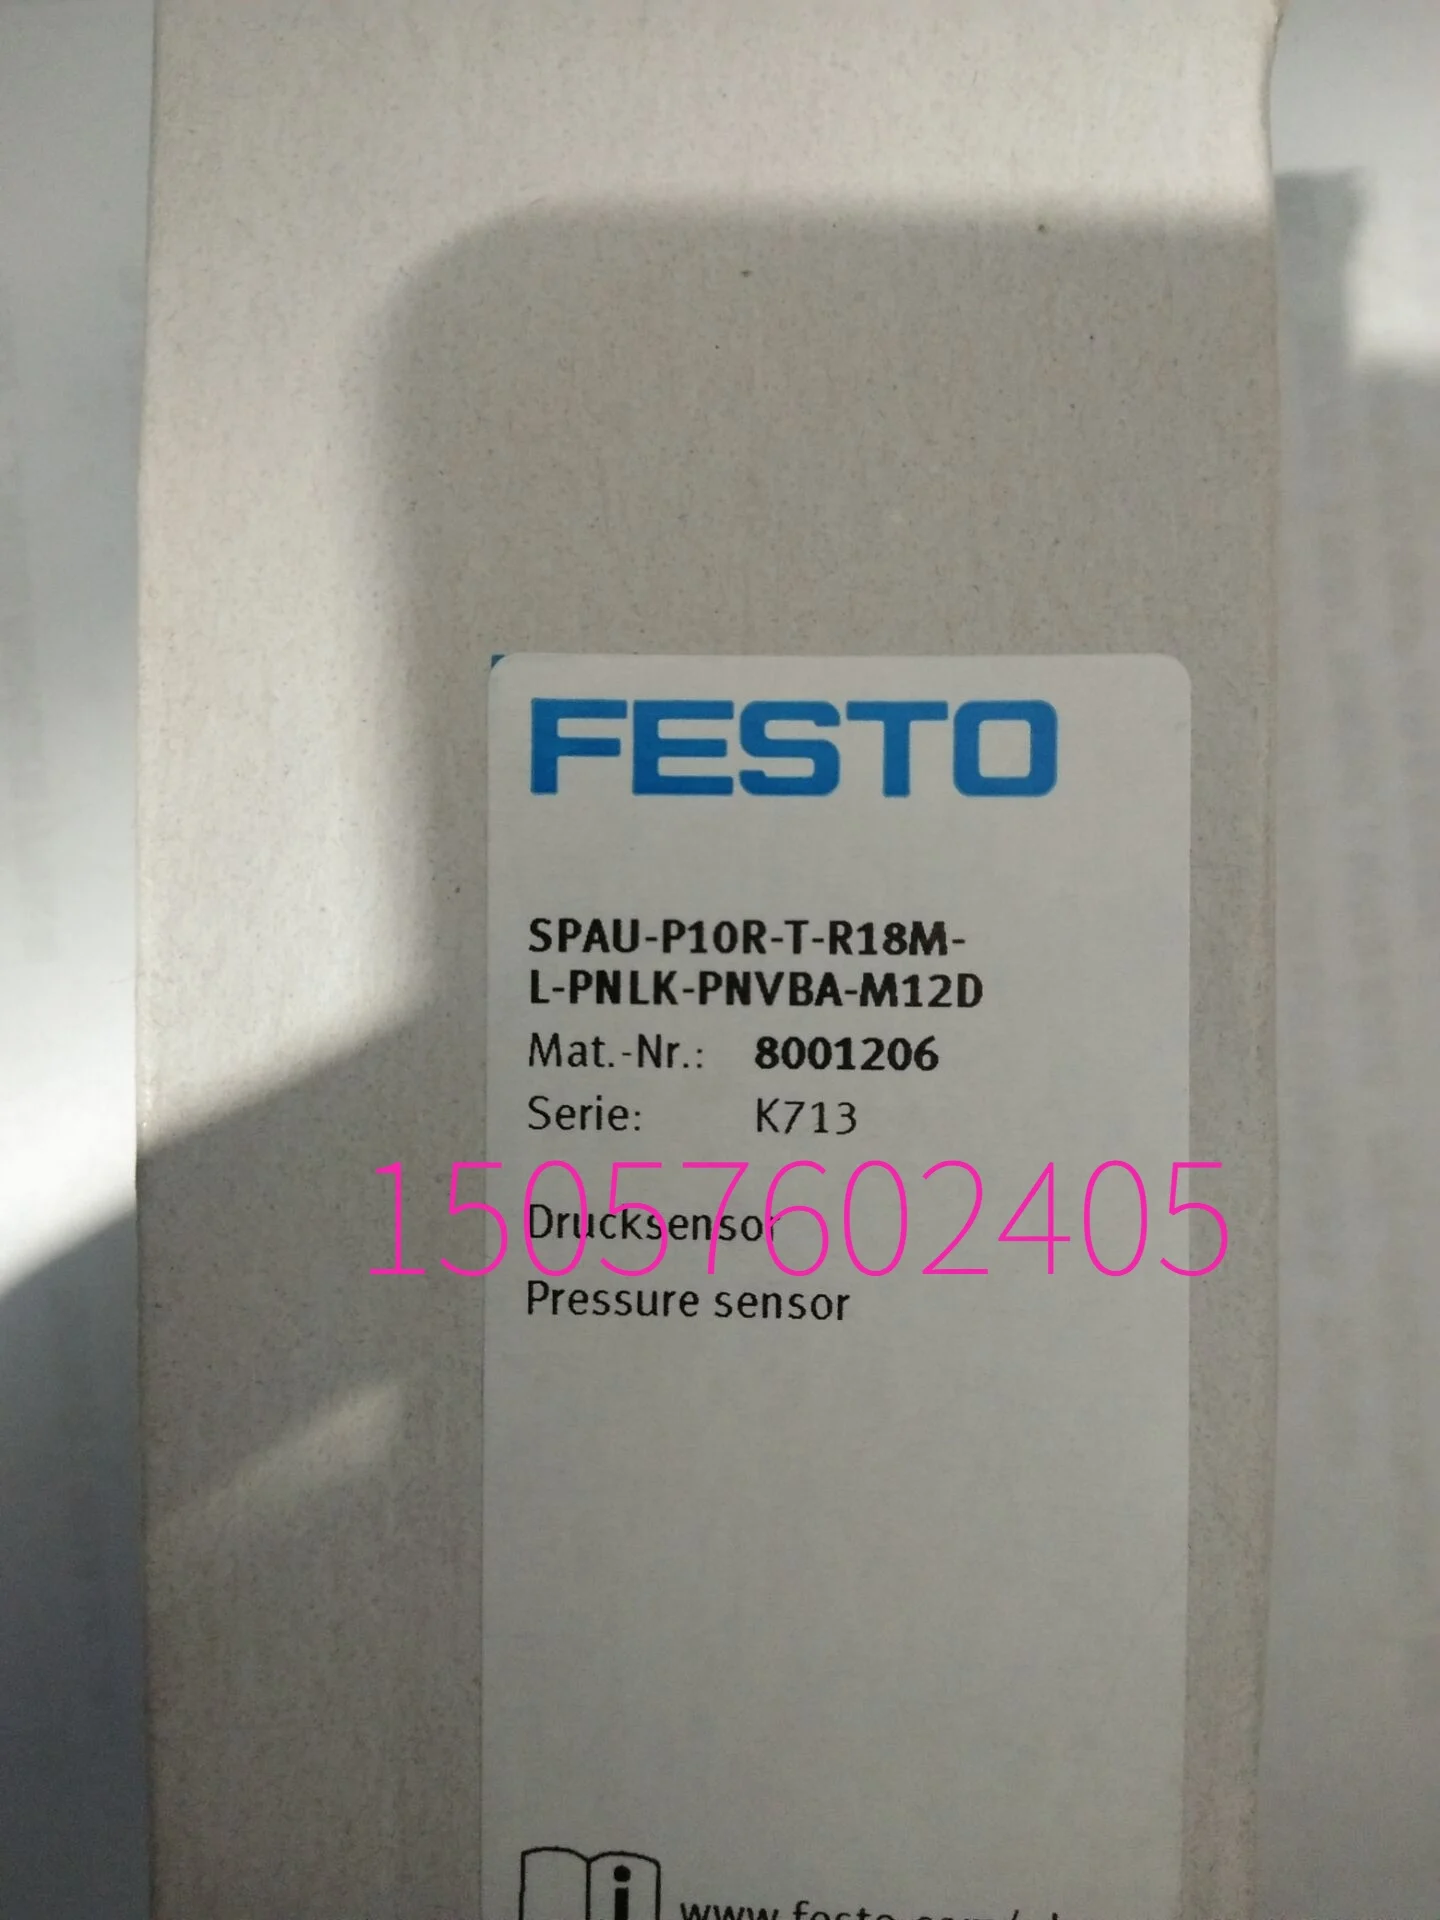 FESTO
SPAU-P10R-T-R18M-
L-PNLK-PNVBA-M12D
Mat.-Nr.: 8001206
Serie: K713
15057602405
Drucksensor
Pressure sensor